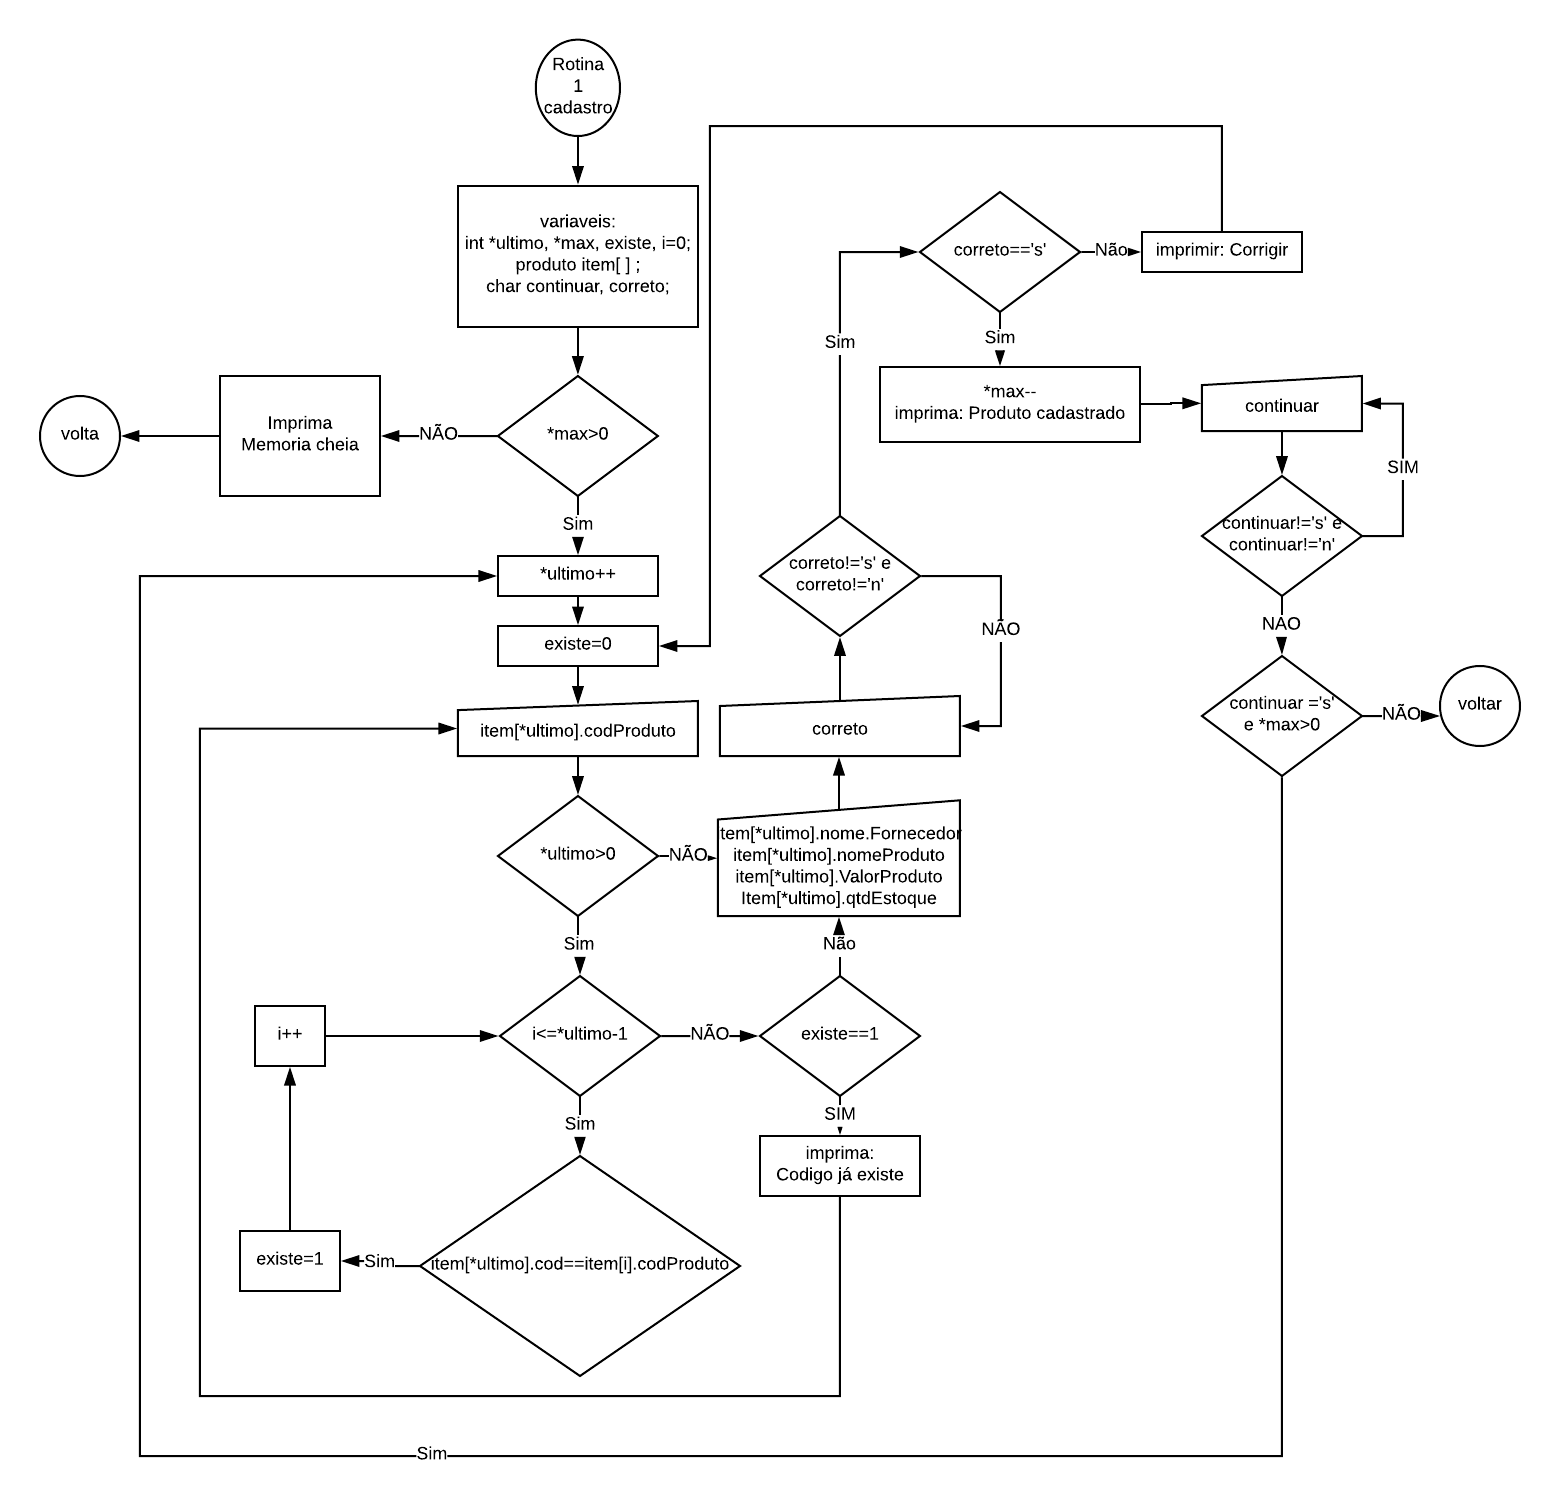 Rotina
1
cadastro
variaveis:
int *ultimo, *max, existe, i=0;
produto item[ ] ;
char continuar, correto;
*max>0
NÃO
Imprima
Memoria cheia
volta
Sim
*ultimo++
existe=0
item[*ultimo].codProduto
*ultimo>0
NÃO
Sim
i<=*ultimo-1
NÃO
Sim
item[*ultimo].cod==item[i].codProduto
Sim
existe=1
i++
existe==1
SIM
imprima:
Codigo já existe
Não
tem[*ultimo].nome.Fornecedor
item[*ultimo].nomeProduto
item[*ultimo].ValorProduto
Item[*ultimo].qtdEstoque
correto
correto!='s' e
correto!='n'
NÃO
Sim
correto=='s'
Não
imprimir: Corrigir
Sim
*max--
imprima: Produto cadastrado
continuar
SIM
continuar!='s' e
continuar!='n'
NÃO
continuar ='s'
e *max>0
NÃO
voltar
Sim